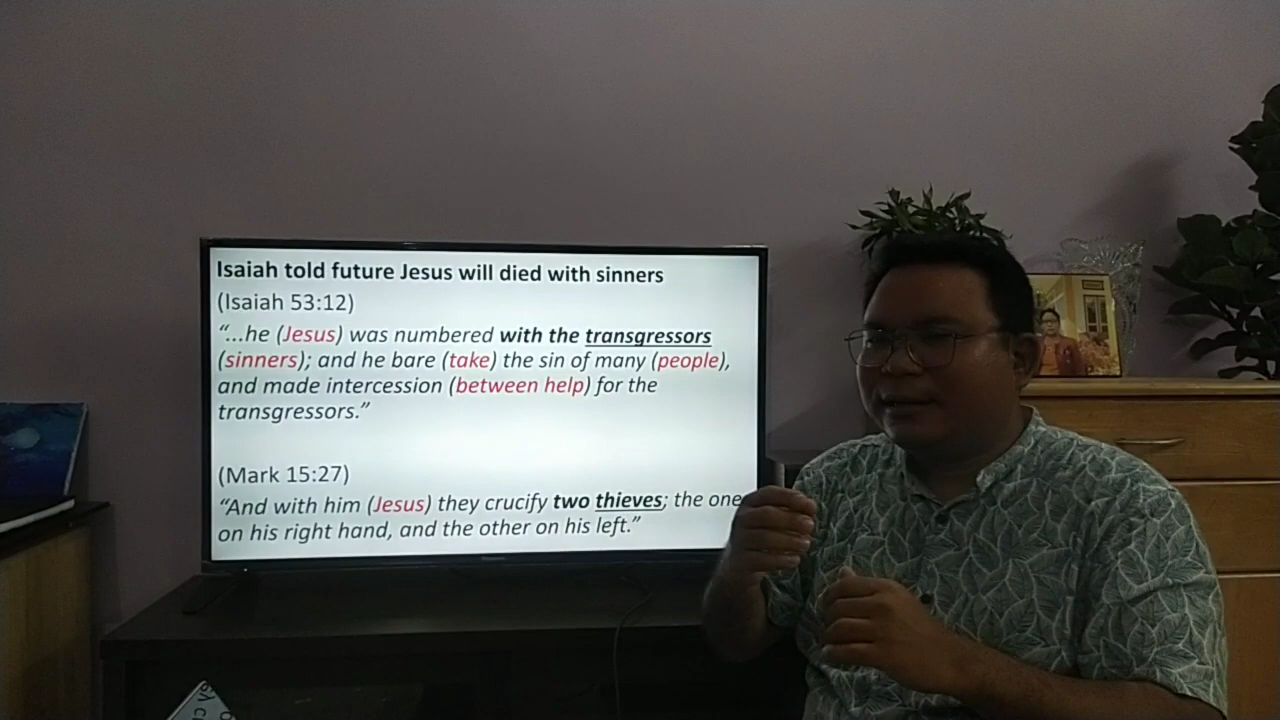 Isaiah told future Jesus will died with sinners
(Isaiah 53:12)
“...he (Jesus) was numbered with the transgressors
(sinners); and he bare (take) the sin of many (people),
and made intercession (between help) for the
transgressors.”
(Mark 15:27)
“And with him (Jesus) they crucify two thieves; the one
on his right hand, and the other on his left.”